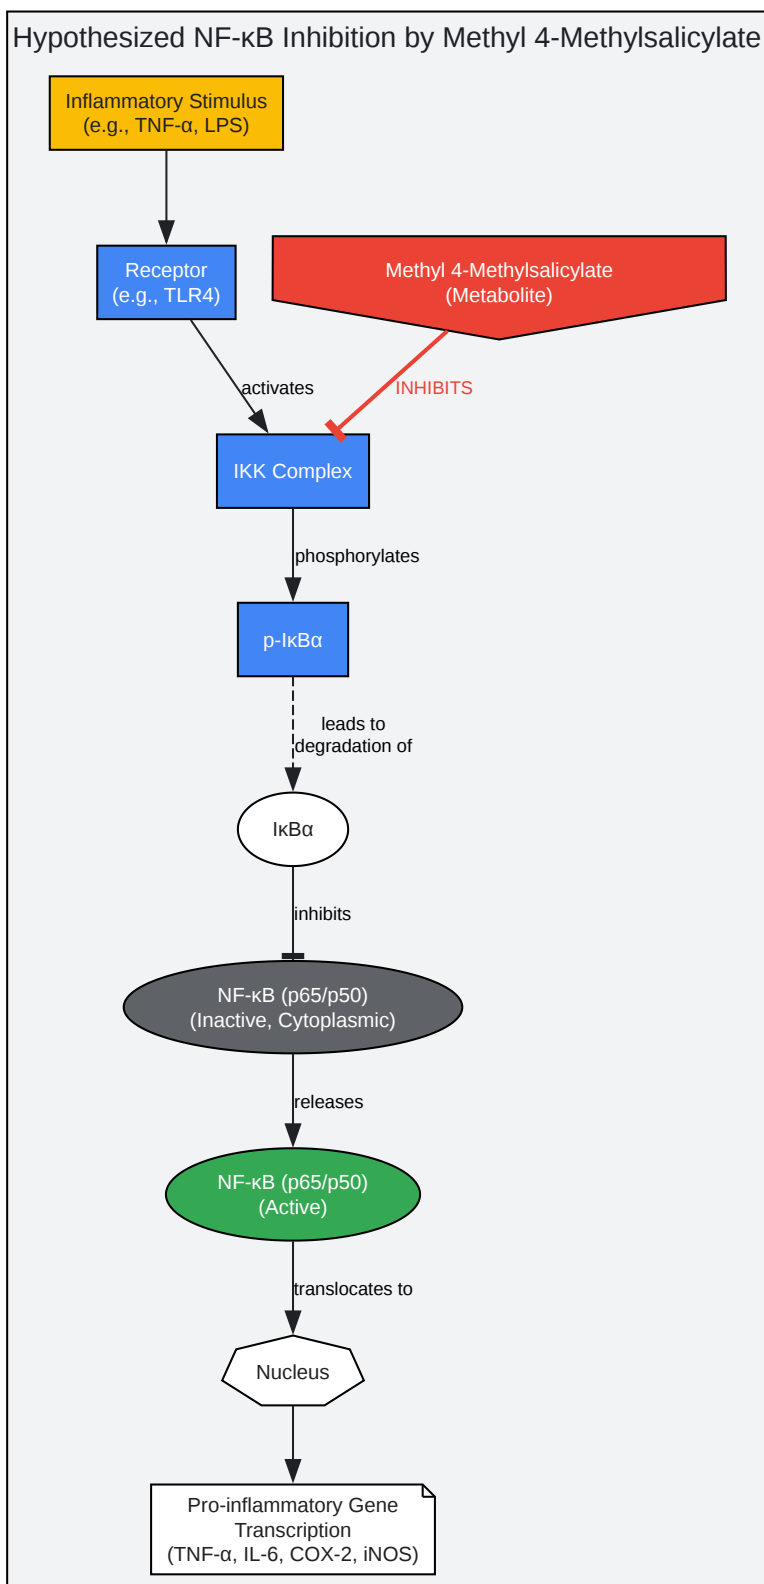 Hypothesized NF-κB Inhibition by Methyl 4-Methylsalicylate
Inflammatory Stimulus
(e.g., TNF-α, LPS)
Receptor
(e.g., TLR4)
Methyl 4-Methylsalicylate
(Metabolite)
activates
INHIBITS
IKK Complex
phosphorylates
p-IκBα
leads to
degradation of
IκBα
inhibits
NF-κB (p65/p50)
(Inactive, Cytoplasmic)
releases
NF-κB (p65/p50)
(Active)
translocates to
Nucleus
Pro-inflammatory Gene
Transcription
(TNF-α, IL-6, COX-2, iNOS)